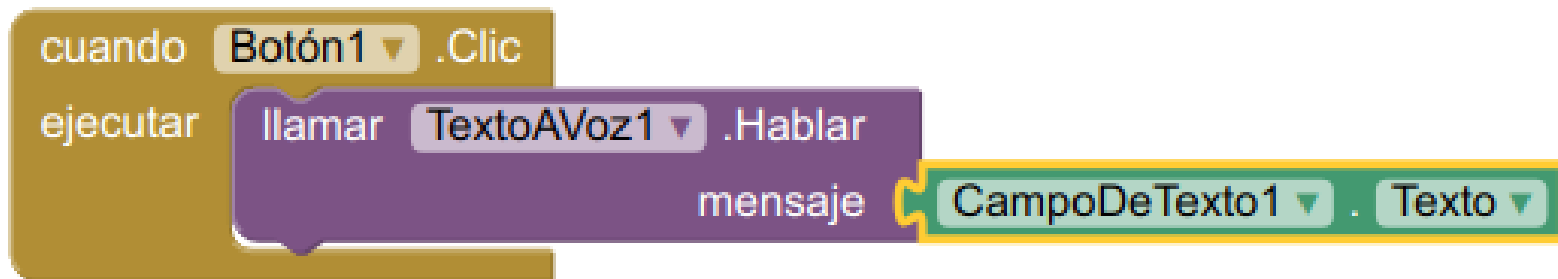 cuando Botón1 .Clic
ejecutar llamar TextoAVoz1 .Hablar
mensaje CampoDeTexto1 . Texto